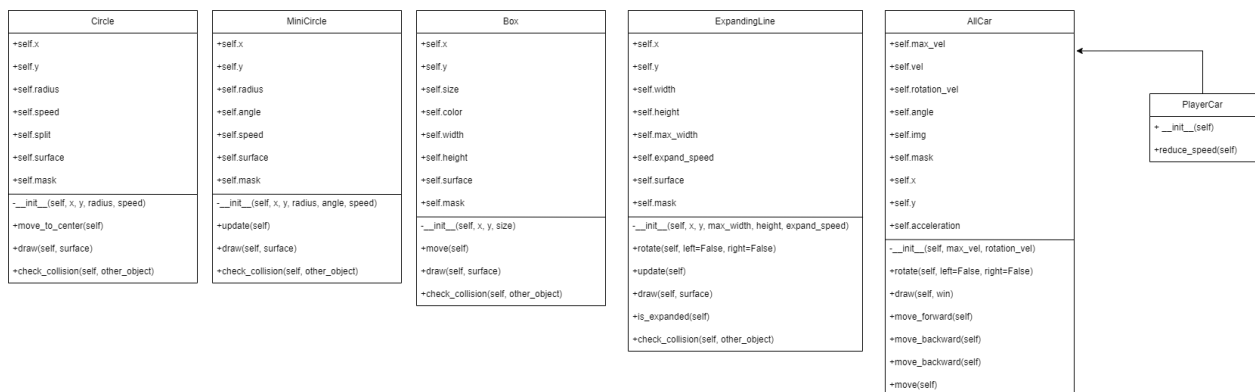 Circle
+self.x
+self.y
+self.radius
+self.speed
+self.split
+self.surface
+self.mask
-__init__(self, x, y, radius, speed)
+move_to_center(self)
+draw(self, surface)
+check_collision(self, other_object)
MiniCircle
+self.x
+self.y
+self.radius
+self.angle
+self.speed
+self.surface
+self.mask
-__init__(self, x, y, radius, angle, speed)
+update(self)
+draw(self, surface)
+check_collision(self, other_object)
Box
+self.x
+self.y
+self.size
+self.color
+self.width
+self.height
+self.surface
+self.mask
-__init__(self, x, y, size)
+move(self)
+draw(self, surface)
+check_collision(self, other_object)
ExpandingLine
+self.x
+self.y
+self.width
+self.height
+self.max_width
+self.expand_speed
+self.surface
+self.mask
-__init__(self, x, y, max_width, height, expand_speed)
+rotate(self, left=False, right=False)
+update(self)
+draw(self, surface)
+is_expanded(self)
+check_collision(self, other_object)
AllCar
+self.max_vel
+self.vel
+self.rotation_vel
+self.angle
+self.img
+self.mask
+self.x
+self.y
+self.acceleration
-__init__(self, max_vel, rotation_vel)
+rotate(self, left=False, right=False)
+draw(self, win)
+move_forward(self)
+move_backward(self)
+move_backward(self)
+move(self)
PlayerCar
+ __init__(self)
+reduce_speed(self)